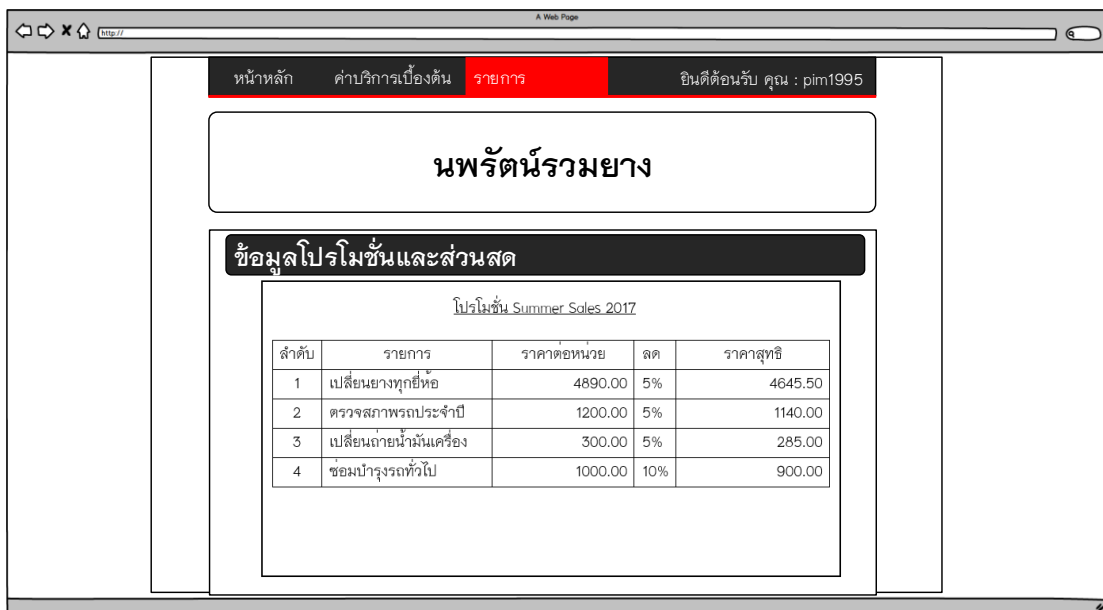 A Web Page
http://
หน้าหลัก ค่าบริการเบื้องต้น รายการ ยินดีต้อนรับ คุณ : pim1995
นพรัตน์รวมยาง
ข้อมูลโปรโมชั่นและส่วนสด
โปรโมชั่น Summer Sales 2017
ลำดับ รายการ ราคาต่อหน่วย ลด ราคาสุทธิ
1 เปลี่ยนยางทุกยี่ห้อ 4890.00 5% 4645.50
2 ตรวจสภาพรถประจำปี 1200.00 5% 1140.00
3 เปลี่ยนถ่ายน้ำมันเครื่อง 300.00 5% 285.00
4 ซ่อมบำรุงรถทั่วไป 1000.00 10% 900.00